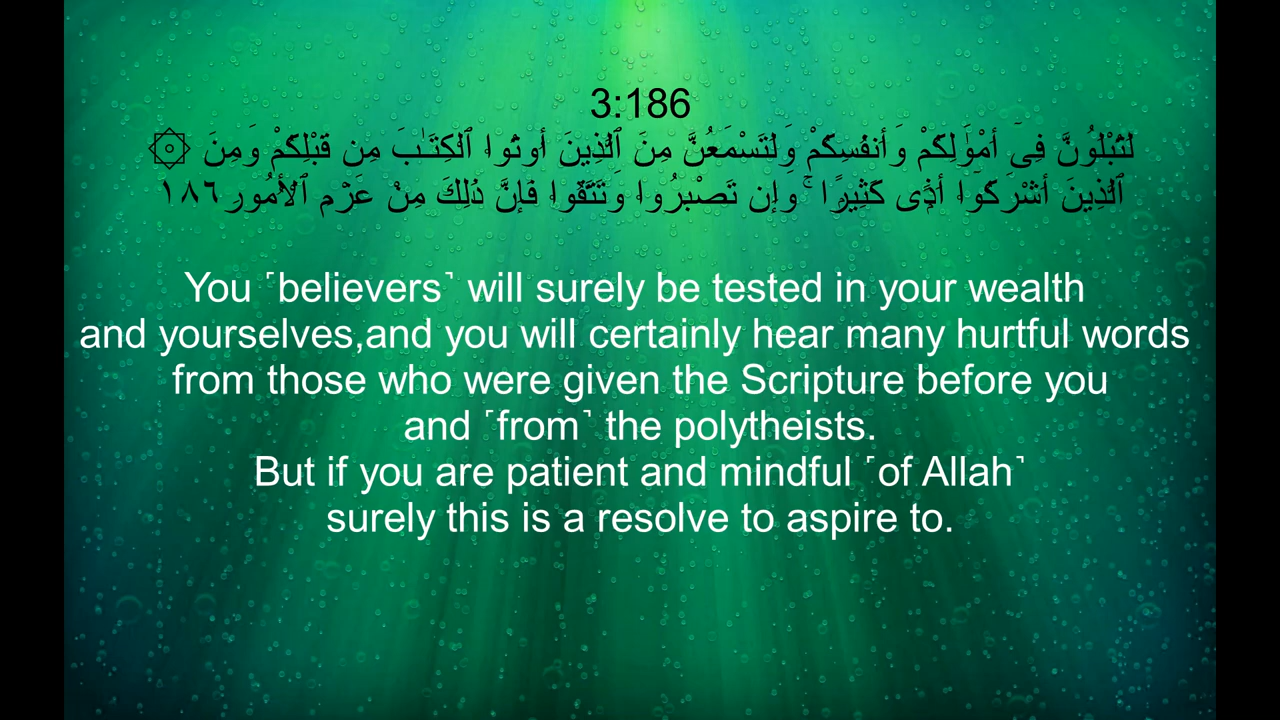 3:186
۞ لَتُبْلَوُنَّ فِىٓ أَمْوَٰلِكُمْ وَأَنفُسِكُمْ وَلَتَسْمَعُنَّ مِنَ ٱلَّذِينَ أُوتُوا۟ ٱلْكِتَـٰبَ مِن قَبْلِكُمْ وَمِنَ
ٱلَّذِينَ أَشْرَكُوٓا۟ أَذًۭى كَثِيرًۭا ۚ وَإِن تَصْبِرُوا۟ وَتَتَّقُوا۟ فَإِنَّ ذَٰلِكَ مِنْ عَزْمِ ٱلْأُمُورِ ١٨٦
You ˹believers˺ will surely be tested in your wealth
and yourselves,and you will certainly hear many hurtful words
from those who were given the Scripture before you
and ˹from˺ the polytheists.
But if you are patient and mindful ˹of Allah˺
surely this is a resolve to aspire to.